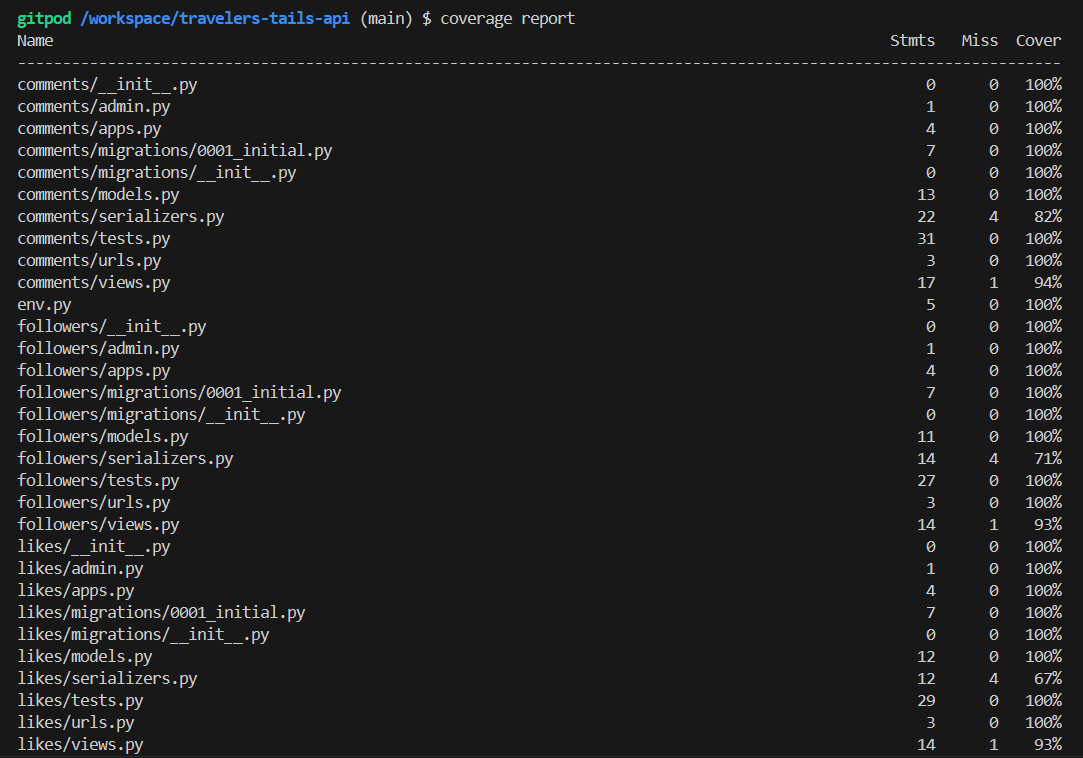 gitpod /workspace/travelers-tails-api (main) $ coverage report
Name Stmts Miss Cover
--------------------------------------------------------------------------------------------------------------------
comments/__init__.py 0 0 100%
comments/admin.py 1 0 100%
comments/apps.py 4 0 100%
comments/migrations/0001_initial.py 7 0 100%
comments/migrations/__init__.py 0 0 100%
comments/models.py 13 0 100%
comments/serializers.py 22 4 82%
comments/tests.py 31 0 100%
comments/urls.py 3 0 100%
comments/views.py 17 1 94%
env.py 5 0 100%
followers/__init__.py 0 0 100%
followers/admin.py 1 0 100%
followers/apps.py 4 0 100%
followers/migrations/0001_initial.py 7 0 100%
followers/migrations/__init__.py 0 0 100%
followers/models.py 11 0 100%
followers/serializers.py 14 4 71%
followers/tests.py 27 0 100%
followers/urls.py 3 0 100%
followers/views.py 14 1 93%
likes/__init__.py 0 0 100%
likes/admin.py 1 0 100%
likes/apps.py 4 0 100%
likes/migrations/0001_initial.py 7 0 100%
likes/migrations/__init__.py 0 0 100%
likes/models.py 12 0 100%
likes/serializers.py 12 4 67%
likes/tests.py 29 0 100%
likes/urls.py 3 0 100%
likes/views.py 14 1 93%